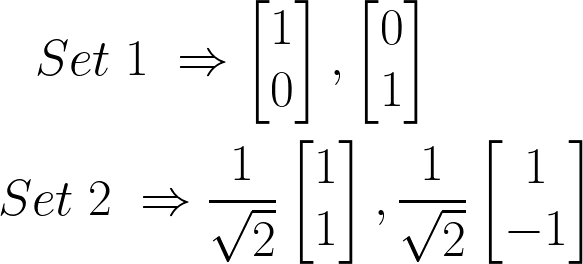 Set 1 ⇒ [1 0], [0 1]
Set 2 ⇒ 1/√2 [1 1], 1/√2 [1 −1]